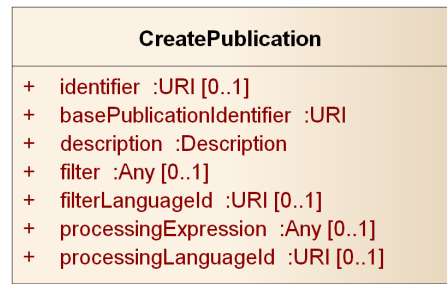 CreatePublication
+ identifier :URI [0..1]
+ basePublicationIdentifier :URI
+ description :Description
+ filter :Any [0..1]
+ filterLanguageId :URI [0..1]
+ processingExpression :Any [0..1]
+ processingLanguageId :URI [0..1]